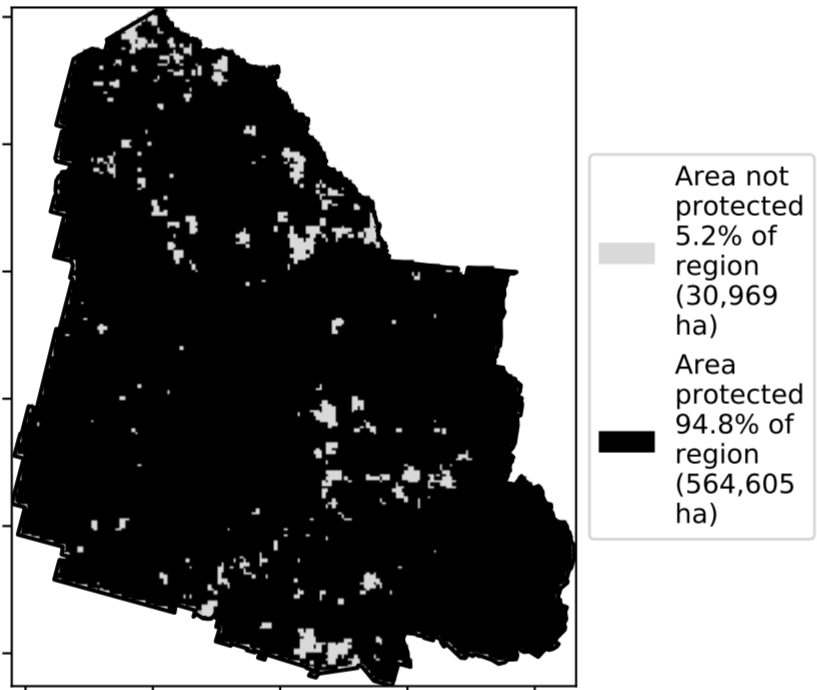 Area not
protected
5.2% of
region
(30,969
ha)
Area
protected
94.8% of
region
(564,605
ha)